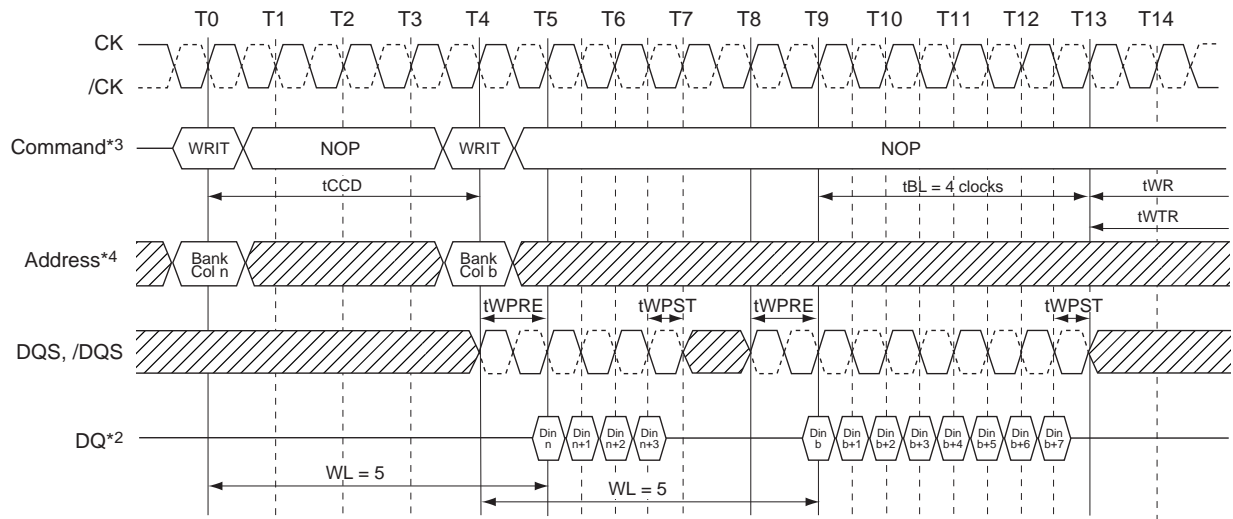 T0 T1 T2 T3 T4 T5 T6 T7 T8 T9 T10 T11 T12 T13 T14
CK
/CK
Command*3 WRIT NOP WRIT NOP
tCCD tBL = 4 clocks tWR
tWTR
Address*4 Bank Col n Bank Col b
tWPRE tWPST tWPRE tWPST
DQS, /DQS
DQ*2 Din n Din n+1 Din n+2 Din n+3 Din b Din b+1 Din b+2 Din b+3 Din b+4 Din b+5 Din b+6 Din b+7
WL = 5 WL = 5